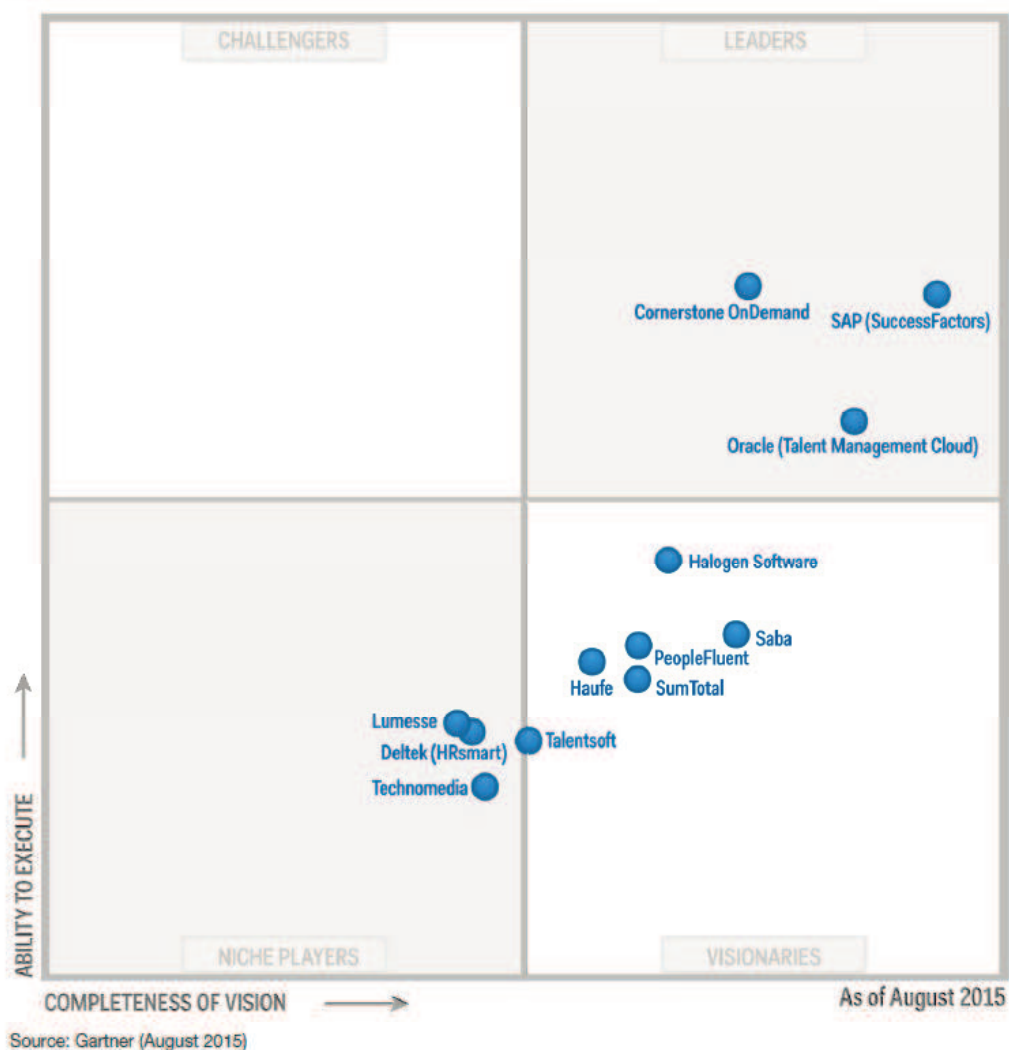 CHALLENGERS
LEADERS
Cornerstone OnDemand
SAP (SuccessFactors)
Oracle (Talent Management Cloud)
Halogen Software
Saba
PeopleFluent
Haufe
SumTotal
Lumesse
Deltek (HRsmart)
Talentsoft
Technomedia
ABILITY TO EXECUTE
NICHE PLAYERS
VISIONARIES
COMPLETENESS OF VISION
As of August 2015
Source: Gartner (August 2015)